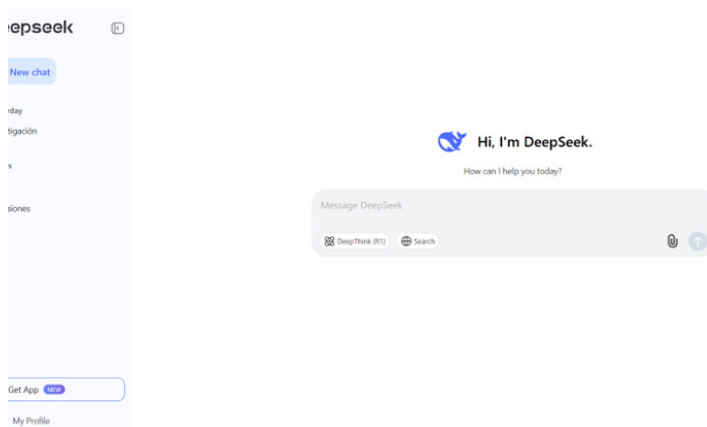 eepseek
New chat
rday
tigación
s
siones
Hi, I'm DeepSeek.
How can I help you today?
Message DeepSeek
DeepThink (R1)
Search
Get App NEW
My Profile